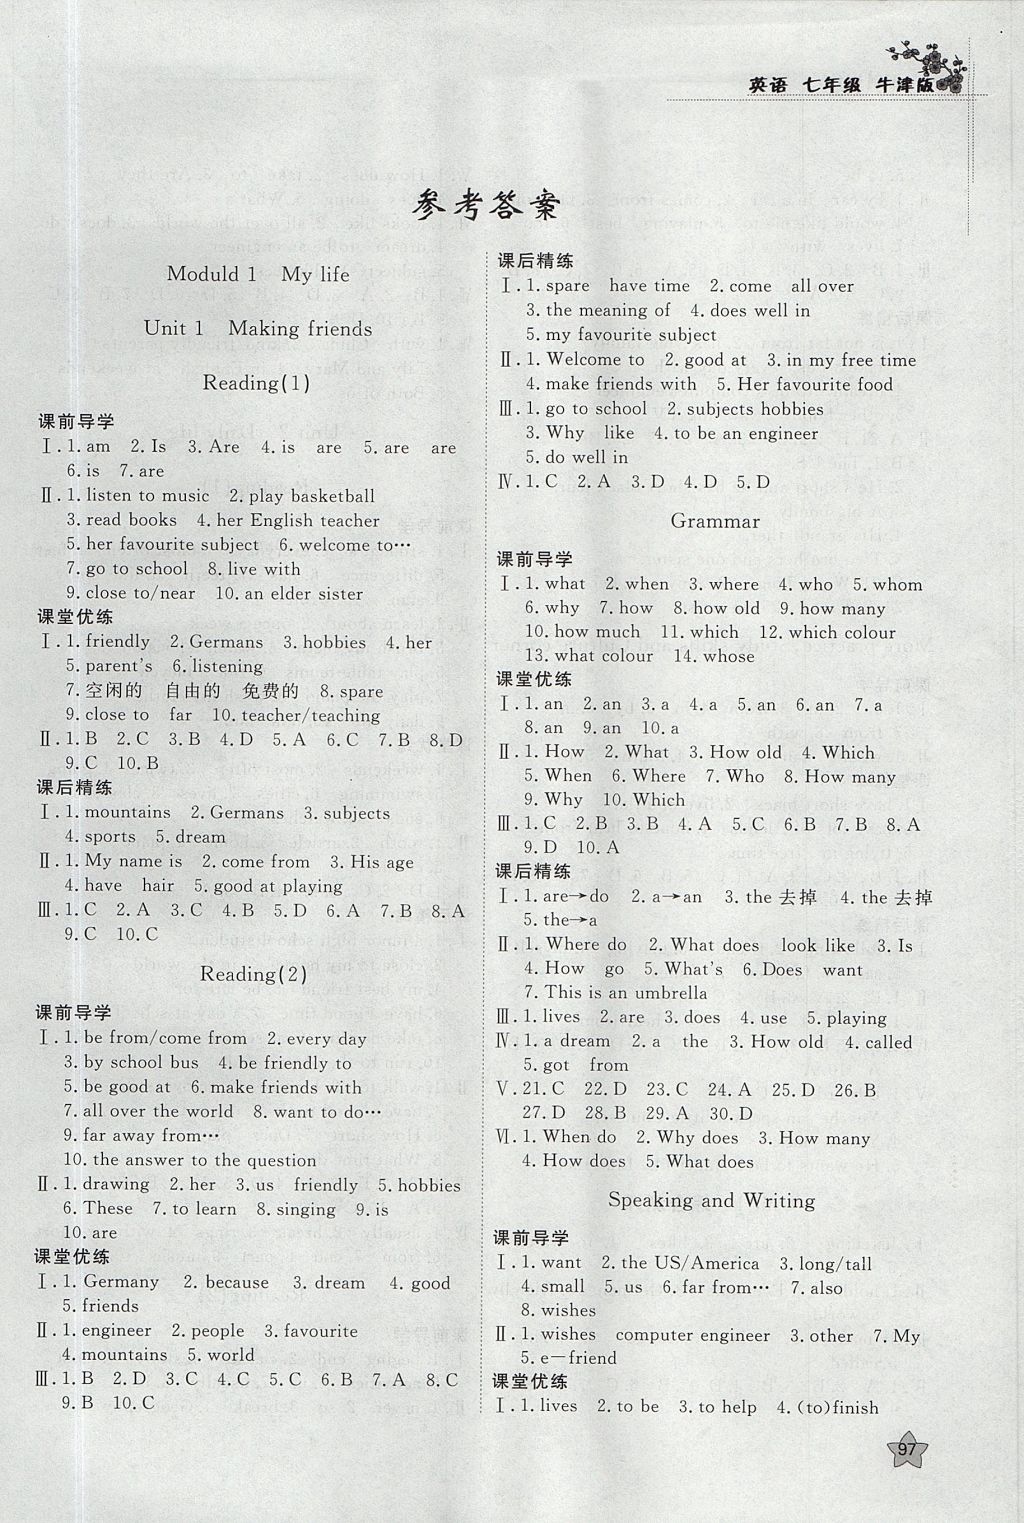 英语 七年级 牛津版
参考答案
Moduld 1 My life
Unit 1 Making friends
Reading(1)
课前导学
Ⅰ.1. am 2. Is 3. Are 4. is are 5. are are
6. is 7. are
Ⅱ.1. listen to music 2. play basketball
3. read books 4. her English teacher
5. her favourite subject 6. welcome to…
7. go to school 8. live with
9. close to/near 10. an elder sister
课堂优练
Ⅰ.1. friendly 2. Germans 3. hobbies 4. her
5. parent's 6. listening
7. 空闲的 自由的 免费的 8. spare
9. close to far 10. teacher/teaching
Ⅱ.1. B 2. C 3. B 4. D 5. A 6. C 7. B 8. D
9. C 10. B
课后精练
Ⅰ.1. mountains 2. Germans 3. subjects
4. sports 5. dream
Ⅱ.1. My name is 2. come from 3. His age
4. have hair 5. good at playing
Ⅲ.1. C 2. A 3. C 4. B 5. D 6. A 7. B 8. A
9. C 10. C
Reading(2)
课前导学
Ⅰ.1. be from/come from 2. every day
3. by school bus 4. be friendly to
5. be good at 6. make friends with
7. all over the world 8. want to do…
9. far away from…
10. the answer to the question
Ⅱ.1. drawing 2. her 3. us friendly 5. hobbies
6. These 7. to learn 8. singing 9. is
10. are
课堂优练
Ⅰ.1. Germany 2. because 3. dream 4. good
5. friends
Ⅱ.1. engineer 2. people 3. favourite
4. mountains 5. world
Ⅲ.1. B 2. D 3. C 4. C 5. C 6. D 7. A 8. C
9. B 10. C
课后精练
Ⅰ.1. spare have time 2. come all over
3. the meaning of 4. does well in
5. my favourite subject
Ⅱ.1. Welcome to 2. good at 3. in my free time
4. make friends with 5. Her favourite food
Ⅲ.1. go to school 2. subjects hobbies
3. Why like 4. to be an engineer
5. do well in
Ⅳ.1. C 2. A 3. D 4. D 5. D
Grammar
课前导学
Ⅰ.1. what 2. when 3. where 4. who 5. whom
6. why 7. how 8. how old 9. how many
10. how much 11. which 12. which colour
13. what colour 14. whose
课堂优练
Ⅰ.1. an 2. an 3. a 4. a 5. an 6. an 7. a
8. an 9. an 10. a
Ⅱ.1. How 2. What 3. How old 4. Which
5. When 6. Where 7. Who 8. How many
9. Why 10. Which
Ⅲ.1. C 2. B 3. B 4. A 5. C 6. B 7. B 8. A
9. D 10. A
课后精练
Ⅰ.1. are→do 2. a→an 3. the 去掉 4. the 去掉
5. the→a
Ⅱ.1. Where do 2. What does look like 3. Is
4. How go 5. What's 6. Does want
7. This is an umbrella
Ⅲ.1. lives 2. are 3. does 4. use 5. playing
Ⅳ.1. a dream 2. a the 3. How old 4. called
5. got from
Ⅴ.21. C 22. D 23. C 24. A 25. D 26. B
27. D 28. B 29. A 30. D
Ⅵ.1. When do 2. Why does 3. How many
4. How does 5. What does
Speaking and Writing
课前导学
Ⅰ.1. want 2. the US/America 3. long/tall
4. small 5. us 6. far from… 7. also
8. wishes
Ⅱ.1. wishes computer engineer 3. other 7. My
5. e—friend
课堂优练
Ⅰ.1. lives 2. to be 3. to help 4. (to)finish
97